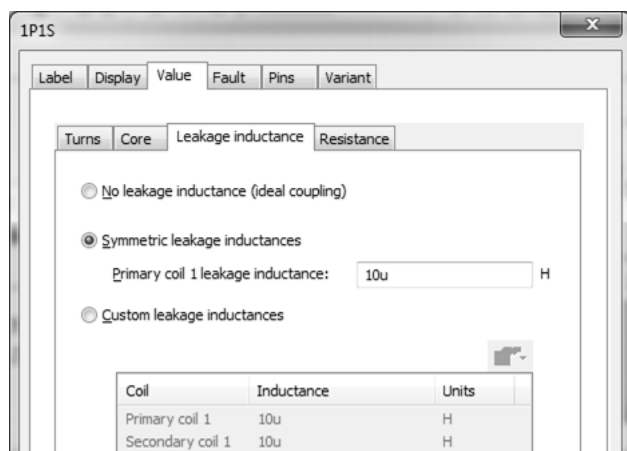 1P1S
Label Display Value Fault Pins Variant
Turns Core Leakage inductance Resistance
No leakage inductance (ideal coupling)
Symmetric leakage inductances
Primary coil 1 leakage inductance: 10u H
Custom leakage inductances
Coil Inductance Units
Primary coil 1 10u H
Secondary coil 1 10u H